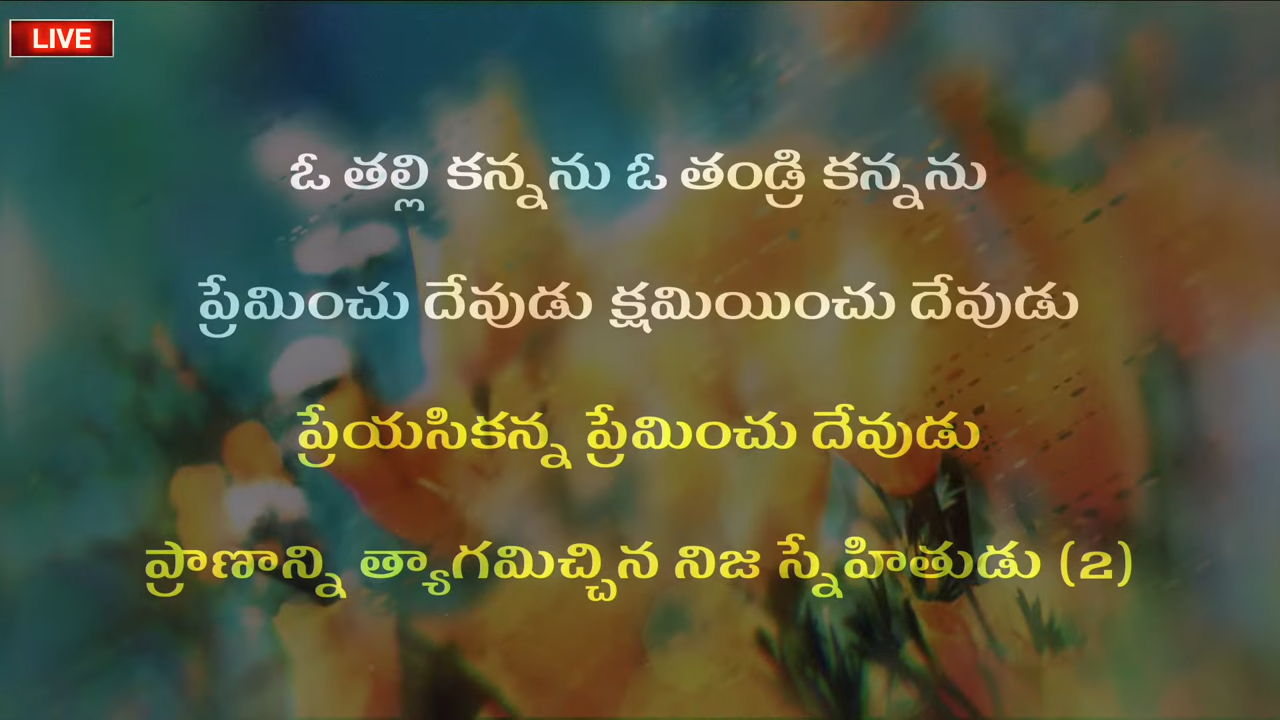 LIVE
ఓ తల్లి కన్నను ఓ తండ్రి కన్నను
ప్రేమించు దేవుడు క్షమియించు దేవుడు
ప్రేయసికన్న ప్రేమించు దేవుడు
ప్రాణాన్ని త్యాగమిచ్చిన నిజ స్నేహితుడు (2)